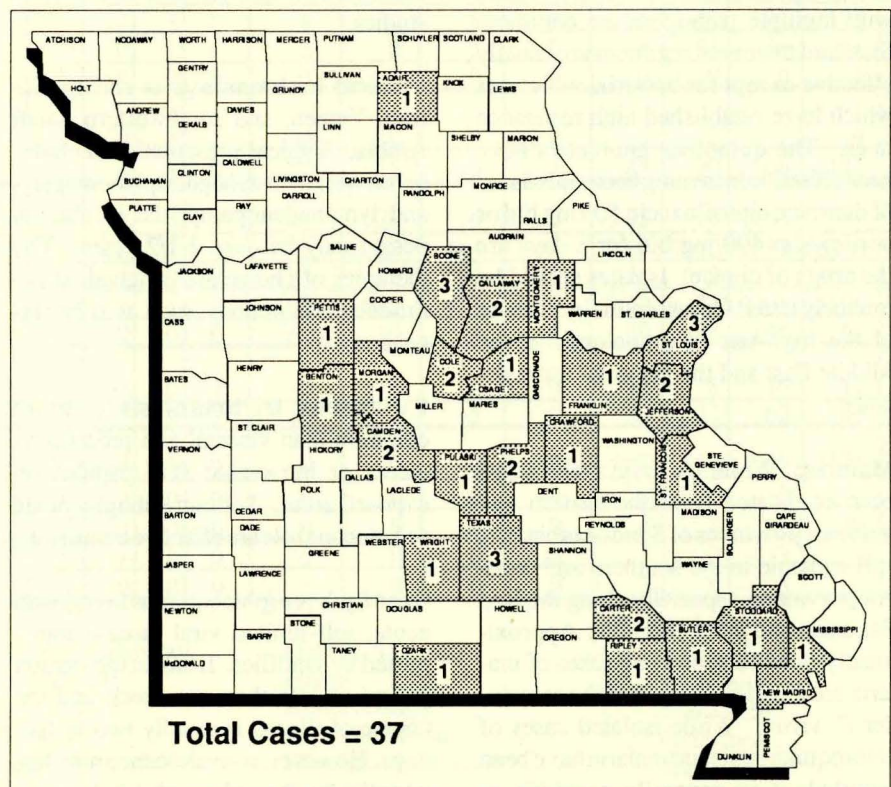 ATCHISON
NODAWAY
WORTH
HARRISON
MERCER
PUTNAM
SCHUYLER
SCOTLAND
CLARK
GENTRY
SULLIVAN
ADAIR
1
KNOX
HOLT
GRUNDY
LEWIS
ANDREW
DAVIES
DEKALB
LINN
MACON
SHELBY
MARION
CALDWELL
CLINTON
BUCHANAN
LIVINGSTON
CHARITON
RANDOLPH
MONROE
CARROLL
PLATTE
RAY
CLAY
RALLS
PIKE
AUDRAIN
SALINE
HOWARD
BOONE
3
LINCOLN
JACKSON
LAFAYETTE
CALLAWAY
2
MONTGOMERY
1
COOPER
WARREN
ST. CHARLES
JOHNSON
PETTIS
1
CASS
MONTEAU
COLE
2
OSAGE
1
GASCONADE
ST. LOUIS
3
HENRY
BENTON
1
MORGAN
1
MILLER
MARIES
FRANKLIN
1
JEFFERSON
2
BATES
ST CLAIR
CAMDEN
2
CRAWFORD
1
WASHINGTON
HICKORY
PULASKI
1
PHELPS
2
ST. FRANCOIS
1
STE.
GENEVIEVE
VERNON
DALLAS
LACLEDE
DENT
PERRY
POLK
IRON
BARTON
CEDAR
TEXAS
3
REYNOLDS
MADISON
BOLLINGER
CAPE
GIRARDEAU
DADE
WEBSTER
WRIGHT
1
SHANNON
GREENE
WAYNE
JASPER
LAWRENCE
SCOTT
CHRISTIAN
DOUGLAS
HOWELL
CARTER
2
STODDARD
1
NEWTON
STONE
OREGON
RIPLEY
1
BUTLER
1
MISSISSIPPI
BARRY
TANEY
OZARK
1
1
McDONALD
NEW MADRID
PEMISCOT
DUNKLIN
Total Cases = 37